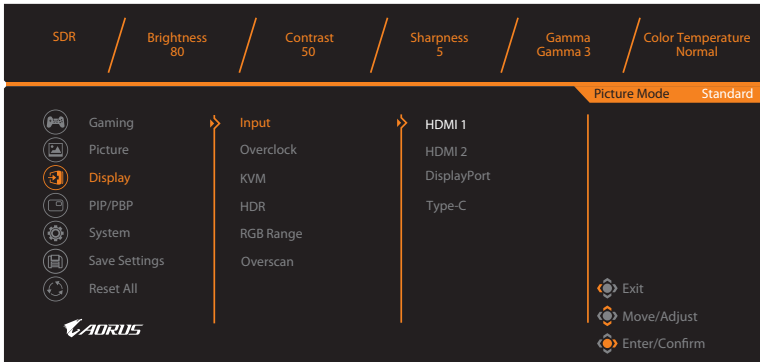 SDR
Brightness
80
Contrast
50
Sharpness
5
Gamma
Gamma 3
Color Temperature
Normal
Picture Mode Standard
Gaming
Picture
Display
PIP/PBP
System
Save Settings
Reset All
Input
Overclock
KVM
HDR
RGB Range
Overscan
HDMI 1
HDMI 2
DisplayPort
Type-C
Exit
Move/Adjust
Enter/Confirm
AORUS